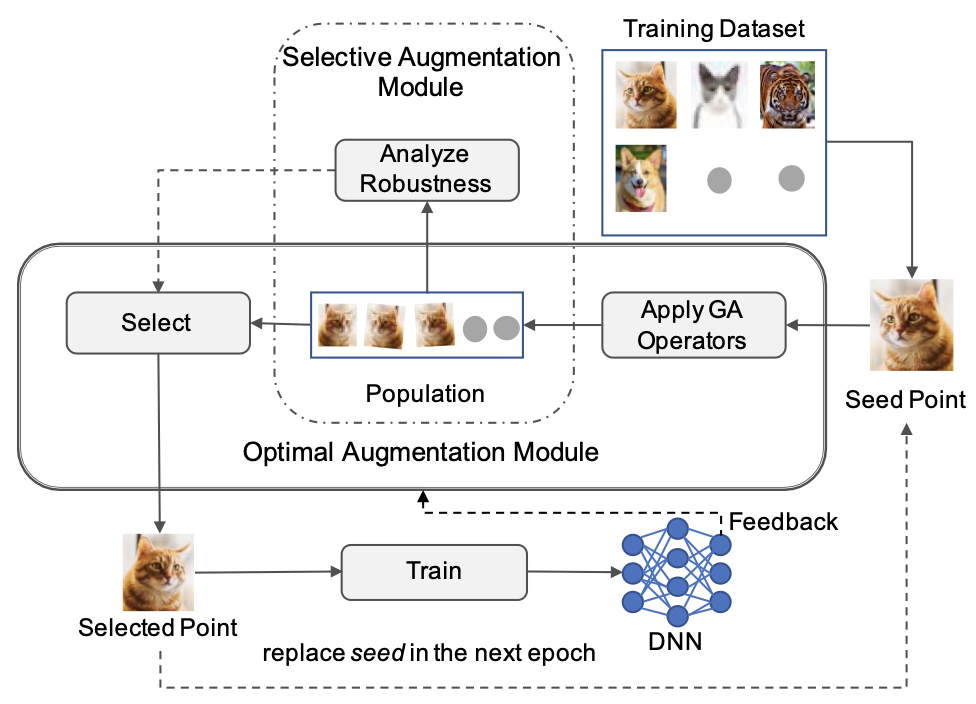 Training Dataset
Selective Augmentation
Module
Analyze
Robustness
Select
Apply GA
Operators
Population
Seed Point
Optimal Augmentation Module
Feedback
Train
Selected Point
DNN
replace seed in the next epoch